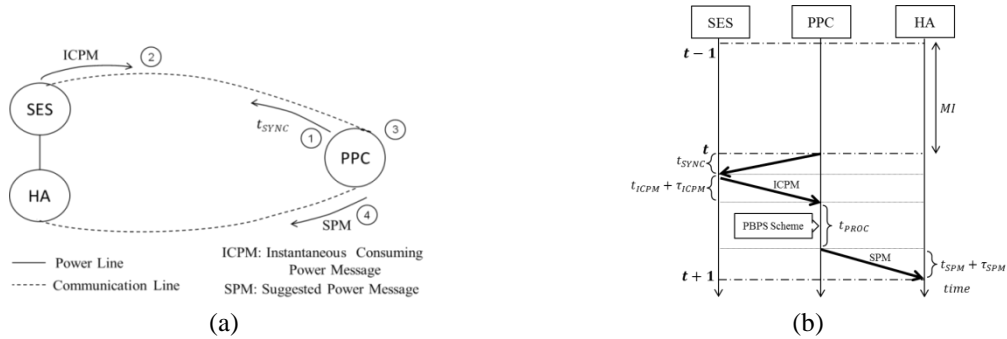 ICPM
2
SES
t_SYNC
1
3
PPC
HA
SPM
4
Power Line
Communication Line
ICPM: Instantaneous Consuming
Power Message
SPM: Suggested Power Message
(a)
SES
PPC
HA
t − 1
MI
t
t_SYNC
ICPM
t_ICPM + τ_ICPM
PBPS Scheme
t_PROC
SPM
t_SPM + τ_SPM
t + 1
time
(b)